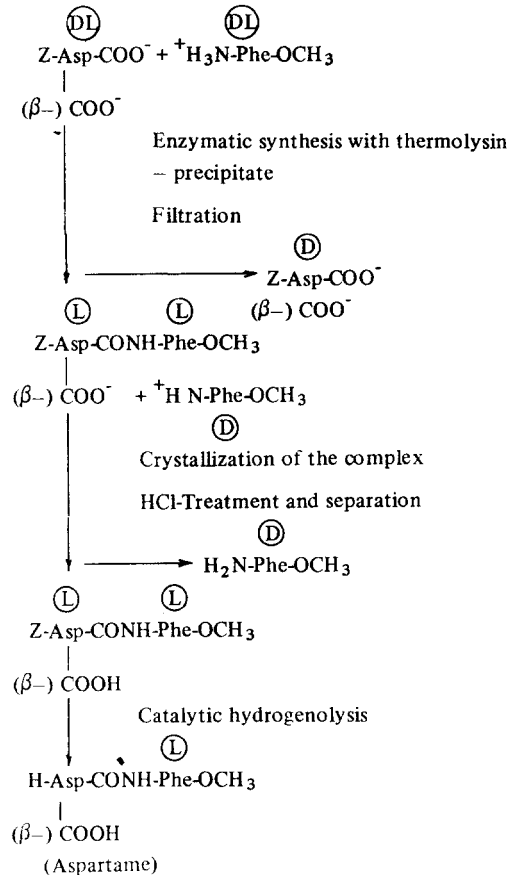 DL DL
Z-Asp-COO⁻ + ⁺H₃N-Phe-OCH₃
(β–) COO⁻
Enzymatic synthesis with thermolysin
– precipitate
Filtration
D
Z-Asp-COO⁻
(β–) COO⁻
L L
Z-Asp-CONH-Phe-OCH₃
(β–) COO⁻ + ⁺H N-Phe-OCH₃
D
Crystallization of the complex
HCl-Treatment and separation
D
H₂N-Phe-OCH₃
L L
Z-Asp-CONH-Phe-OCH₃
(β–) COOH
Catalytic hydrogenolysis
L
H-Asp-CONH-Phe-OCH₃
(β–) COOH
(Aspartame)